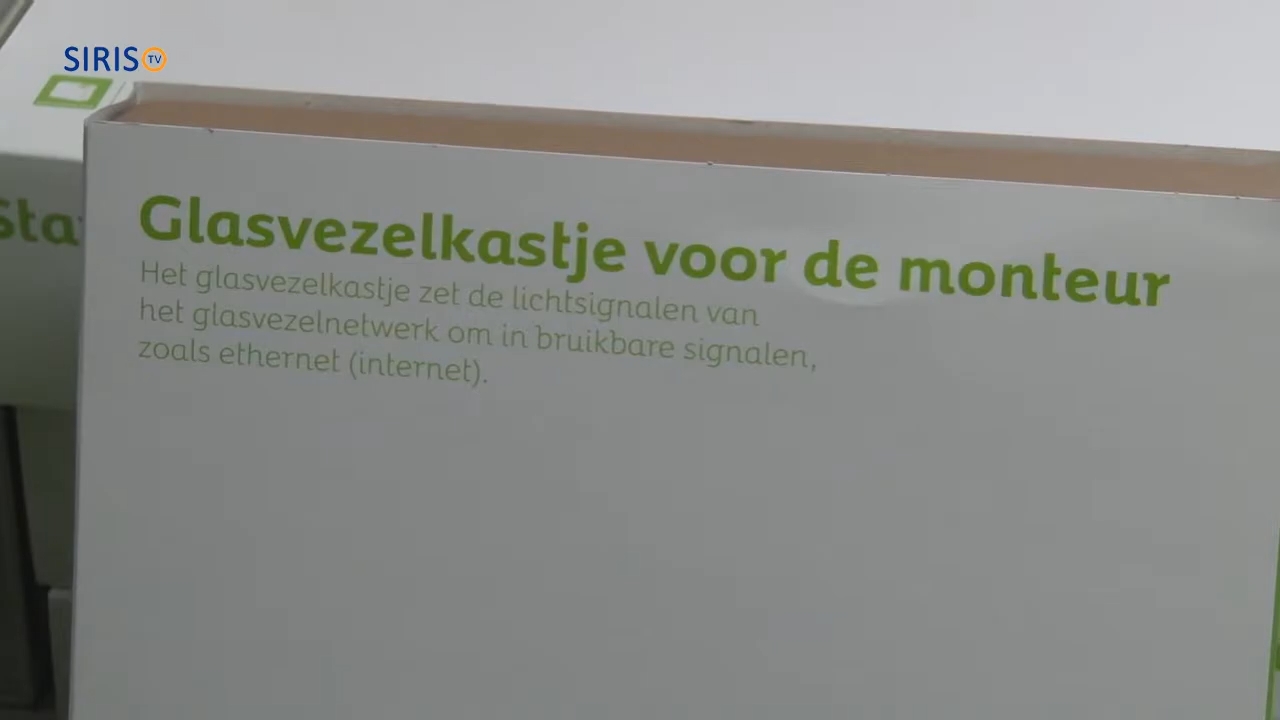 SIRIS TV
Sta
Glasvezelkastje voor de monteur
Het glasvezelkastje zet de lichtsignalen van
het glasvezelnetwerk om in bruikbare signalen,
zoals ethernet (internet).